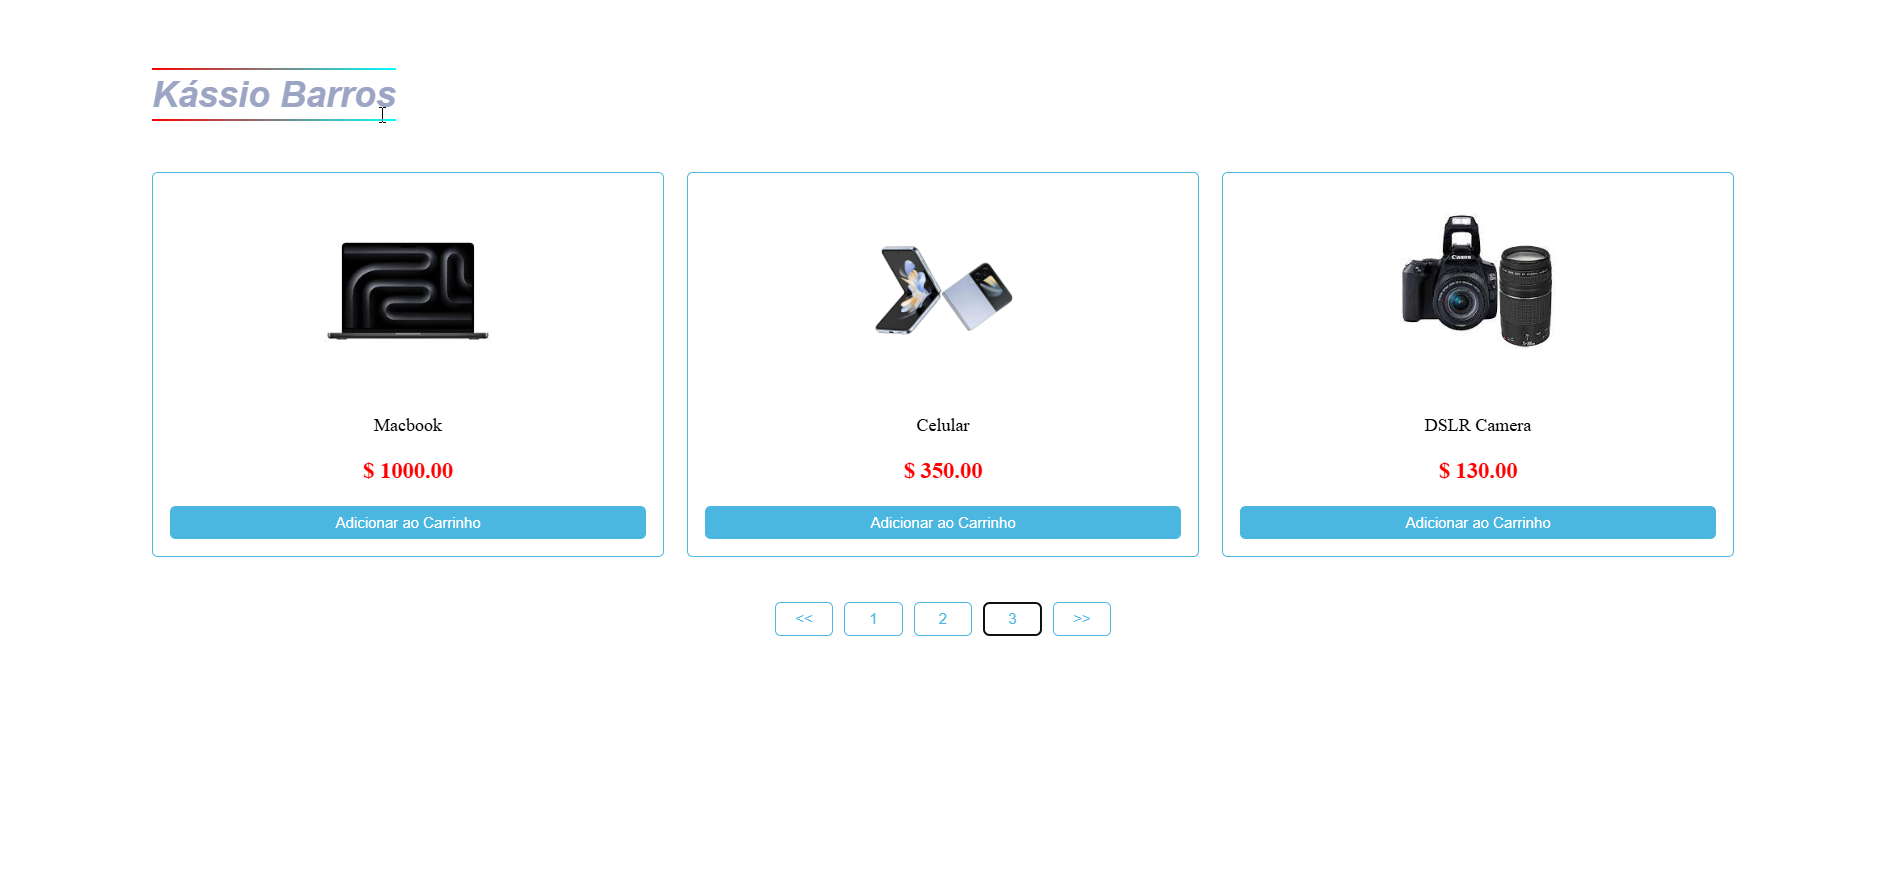 Kássio Barros
Canon
Macbook
Celular
DSLR Camera
$ 1000.00
$ 350.00
$ 130.00
Adicionar ao Carrinho
Adicionar ao Carrinho
Adicionar ao Carrinho
<< 1 2 3 >>